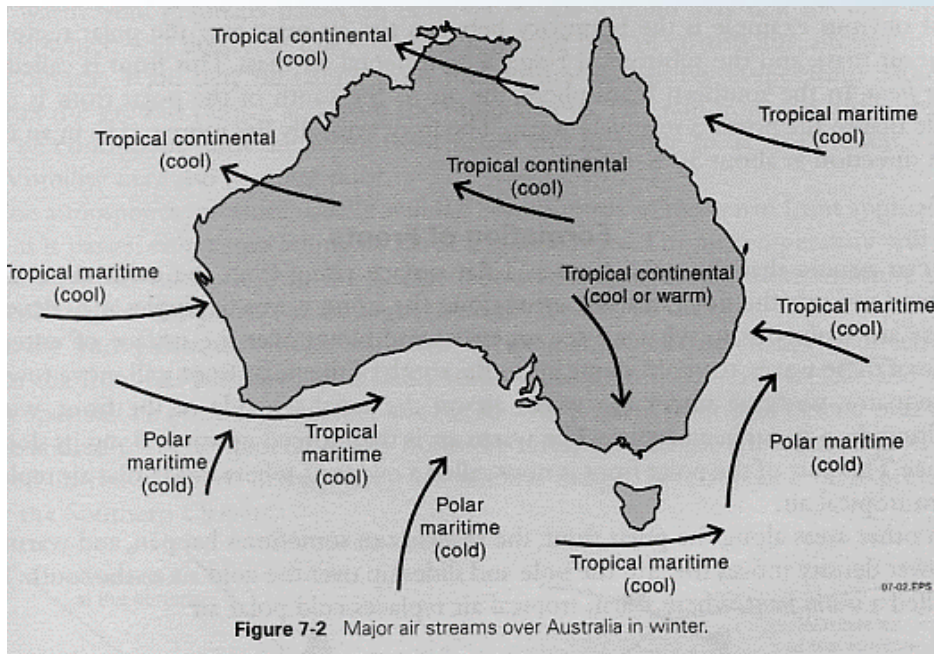 Tropical continental
(cool)
Tropical maritime
(cool)
Tropical continental
(cool)
Tropical continental
(cool)
Tropical maritime
(cool)
Tropical continental
(cool or warm)
Tropical maritime
(cool)
Polar
maritime
(cold)
Tropical
maritime
(cool)
Polar
maritime
(cold)
Polar maritime
(cold)
Tropical maritime
(cool)
07-02.EPS
Figure 7-2 Major air streams over Australia in winter.